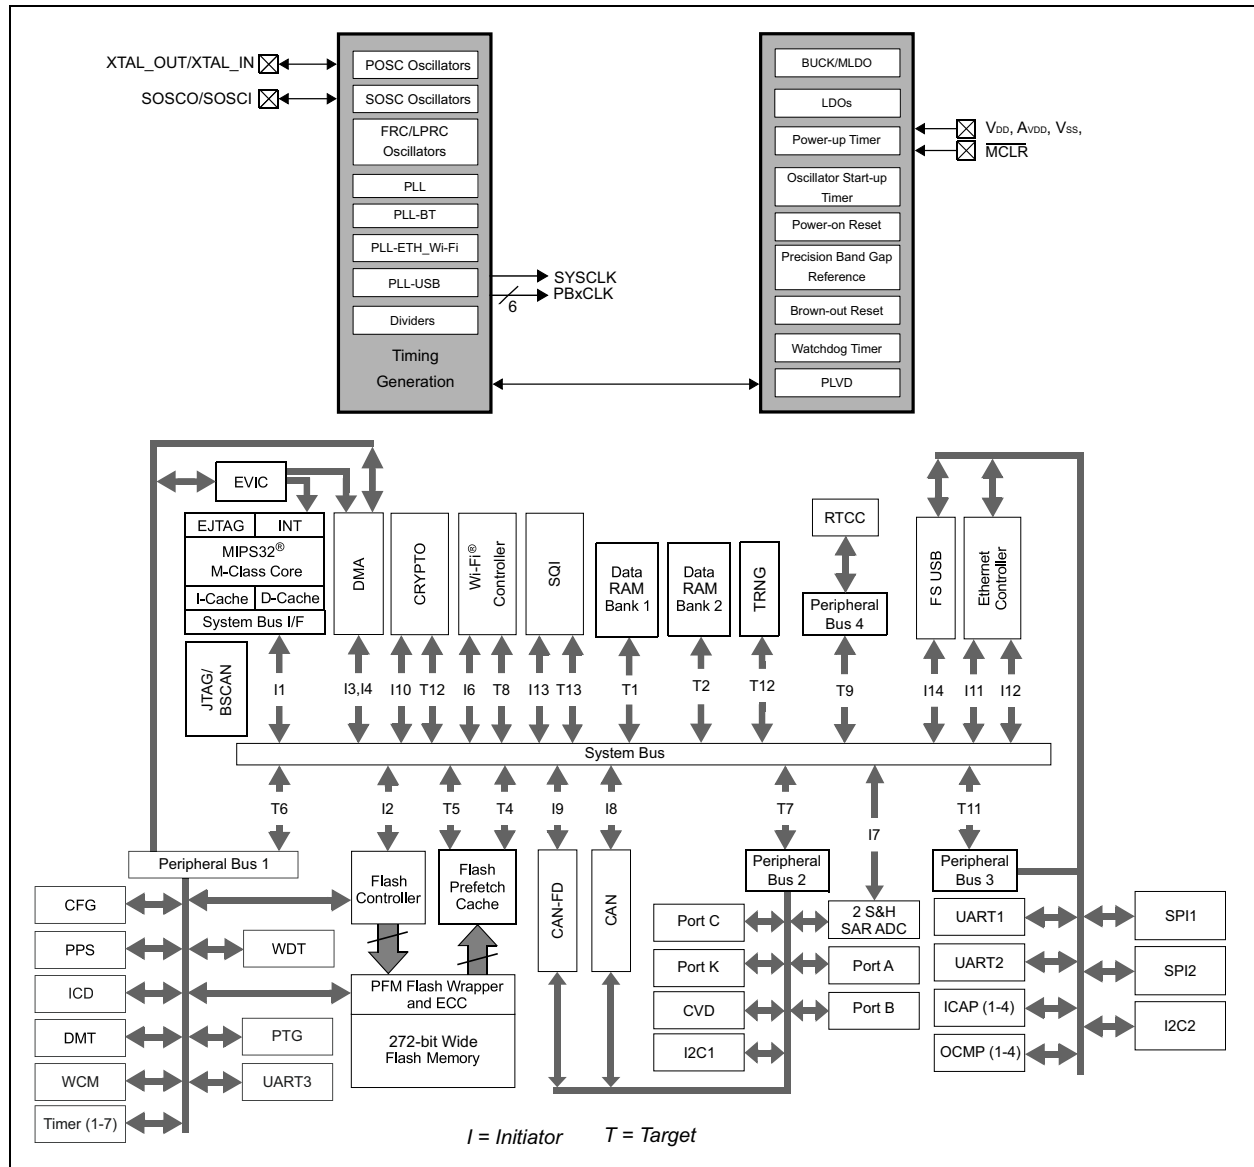 XTAL_OUT/XTAL_IN
SOSCO/SOSCI
POSC Oscillators
SOSC Oscillators
FRC/LPRC
Oscillators
PLL
PLL-BT
PLL-ETH_Wi-Fi
PLL-USB
Dividers
Timing
Generation
SYSCLK
PBxCLK
6
BUCK/MLDO
LDOs
Power-up Timer
Oscillator Start-up
Timer
Power-on Reset
Precision Band Gap
Reference
Brown-out Reset
Watchdog Timer
PLVD
VDD, AVDD, VSS,
MCLR
EVIC
EJTAG
INT
MIPS32®
M-Class Core
I-Cache
D-Cache
System Bus I/F
JTAG/
BSCAN
DMA
CRYPTO
Wi-Fi®
Controller
SQI
Data
RAM
Bank 1
Data
RAM
Bank 2
TRNG
RTCC
Peripheral
Bus 4
FS USB
Ethernet
Controller
I1
I3,I4
I10
T12
I6
T8
I13
T13
T1
T2
T12
T9
I14
I11
I12
System Bus
T6
I2
T5
T4
I9
I8
T7
I7
T11
Peripheral Bus 1
Flash
Controller
Flash
Prefetch
Cache
CAN-FD
CAN
Peripheral
Bus 2
Peripheral
Bus 3
CFG
PPS
ICD
DMT
WCM
Timer (1-7)
WDT
PTG
UART3
PFM Flash Wrapper
and ECC
272-bit Wide
Flash Memory
Port C
Port K
CVD
I2C1
2 S&H
SAR ADC
Port A
Port B
UART1
UART2
ICAP (1-4)
OCMP (1-4)
SPI1
SPI2
I2C2
I = Initiator
T = Target